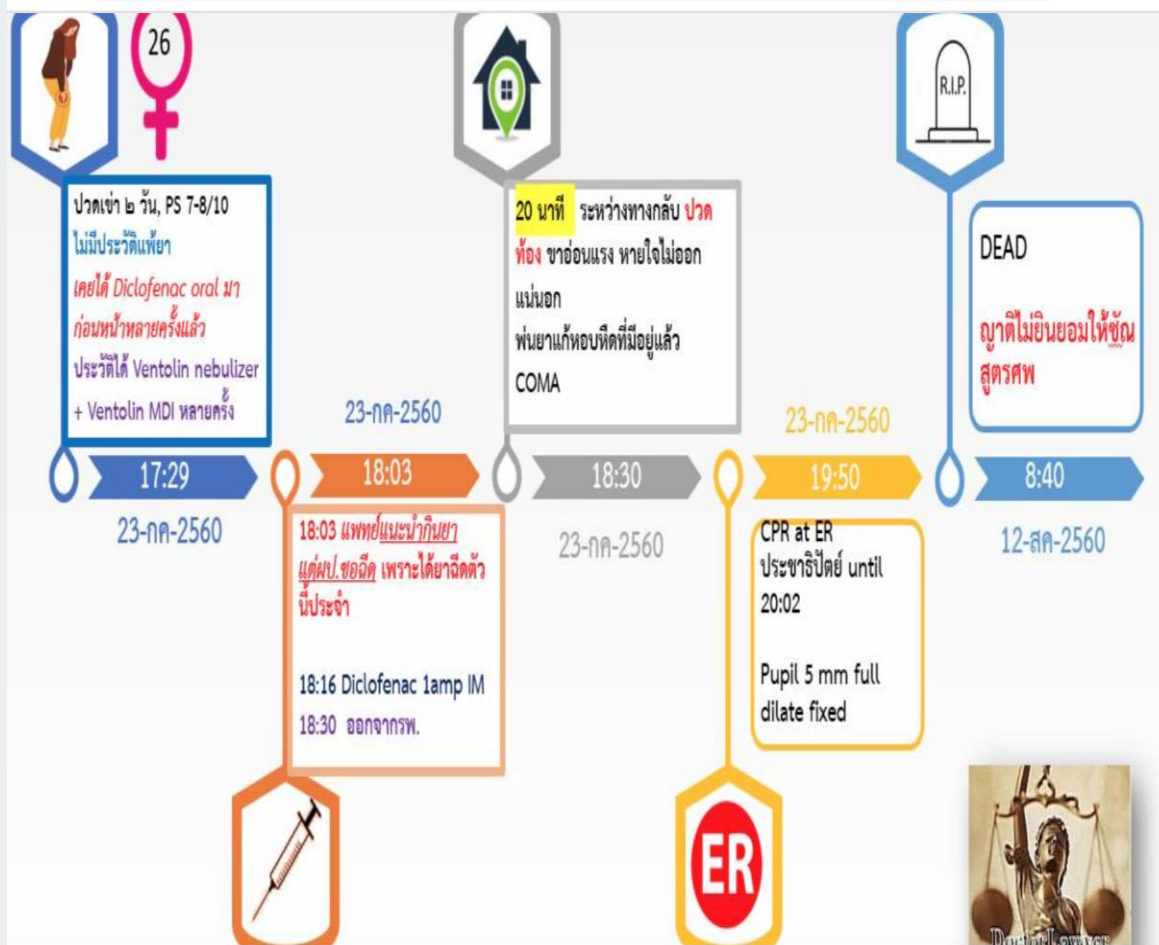 26
R.I.P.
ปวดเข่า ๒ วัน, PS 7-8/10
ไม่มีประวัติแพ้ยา
เคยได้ Diclofenac oral มา
ก่อนหน้าหลายครั้งแล้ว
ประวัติได้ Ventolin nebulizer
+ Ventolin MDI หลายครั้ง
20 นาที ระหว่างทางกลับ ปวด
ท้อง ขาอ่อนแรง หายใจไม่ออก
แน่นอก
พ่นยาแก้หอบหืดที่มีอยู่แล้ว
COMA
DEAD
ญาติไม่ยินยอมให้ชัณ
สูตรศพ
23-กค-2560
23-กค-2560
17:29
18:03
18:30
19:50
8:40
23-กค-2560
23-กค-2560
12-สค-2560
18:03 แพทย์แนะนำกินยา
แต่ผป.ขอฉีด เพราะได้ยาฉีดตัว
นี้ประจำ
18:16 Diclofenac 1amp IM
18:30 ออกจากรพ.
CPR at ER
ประชาธิปัตย์ until
20:02
Pupil 5 mm full
dilate fixed
ER
DoctorLawyer